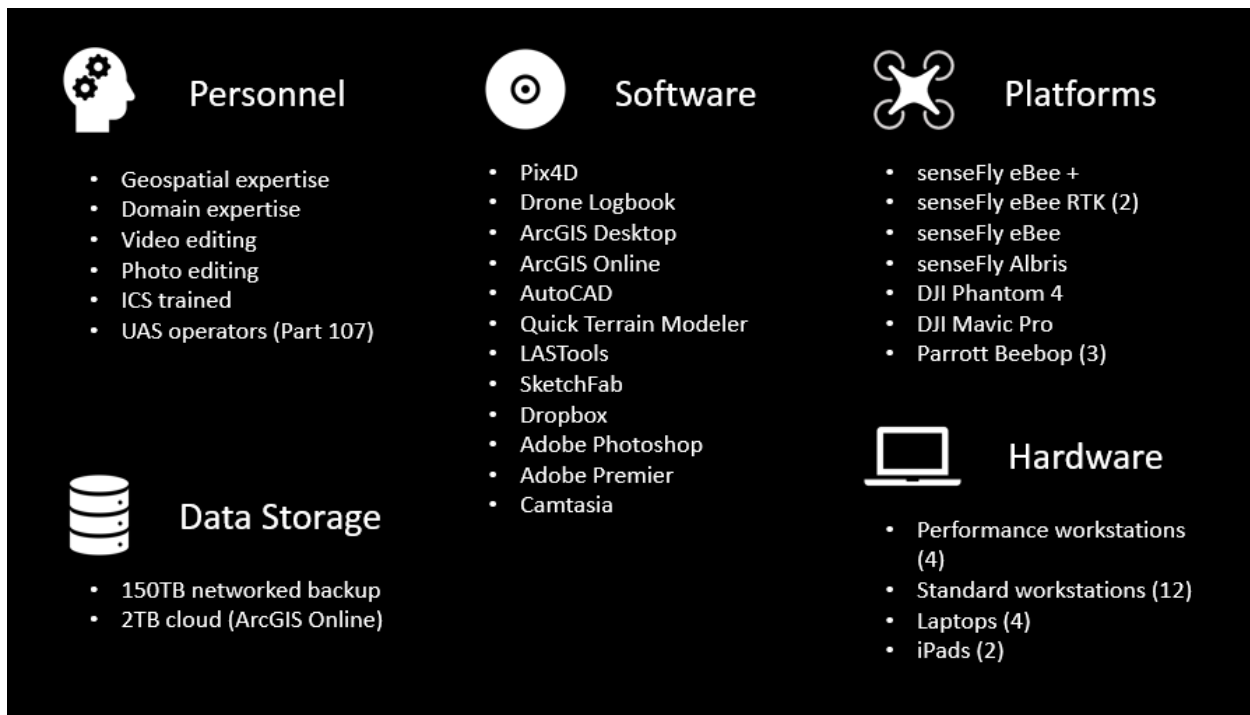 Personnel
• Geospatial expertise
• Domain expertise
• Video editing
• Photo editing
• ICS trained
• UAS operators (Part 107)
Data Storage
• 150TB networked backup
• 2TB cloud (ArcGIS Online)
Software
• Pix4D
• Drone Logbook
• ArcGIS Desktop
• ArcGIS Online
• AutoCAD
• Quick Terrain Modeler
• LASTools
• SketchFab
• Dropbox
• Adobe Photoshop
• Adobe Premier
• Camtasia
Platforms
• senseFly eBee +
• senseFly eBee RTK (2)
• senseFly eBee
• senseFly Albris
• DJI Phantom 4
• DJI Mavic Pro
• Parrott Beebop (3)
Hardware
• Performance workstations
(4)
• Standard workstations (12)
• Laptops (4)
• iPads (2)